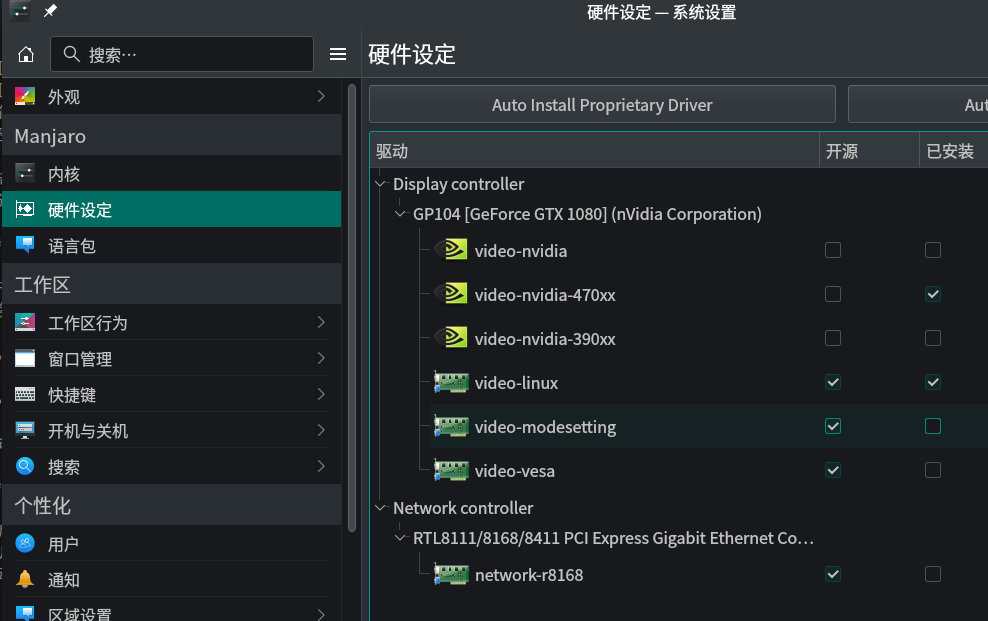 硬件设定 — 系统设置
搜索…
硬件设定
外观
Manjaro
内核
硬件设定
语言包
工作区
工作区行为
窗口管理
快捷键
开机与关机
搜索
个性化
用户
通知
区域设置
Auto Install Proprietary Driver
Aut
驱动 开源 已安装
Display controller
GP104 [GeForce GTX 1080] (nVidia Corporation)
video-nvidia
video-nvidia-470xx
video-nvidia-390xx
video-linux
video-modesetting
video-vesa
Network controller
RTL8111/8168/8411 PCI Express Gigabit Ethernet Co…
network-r8168